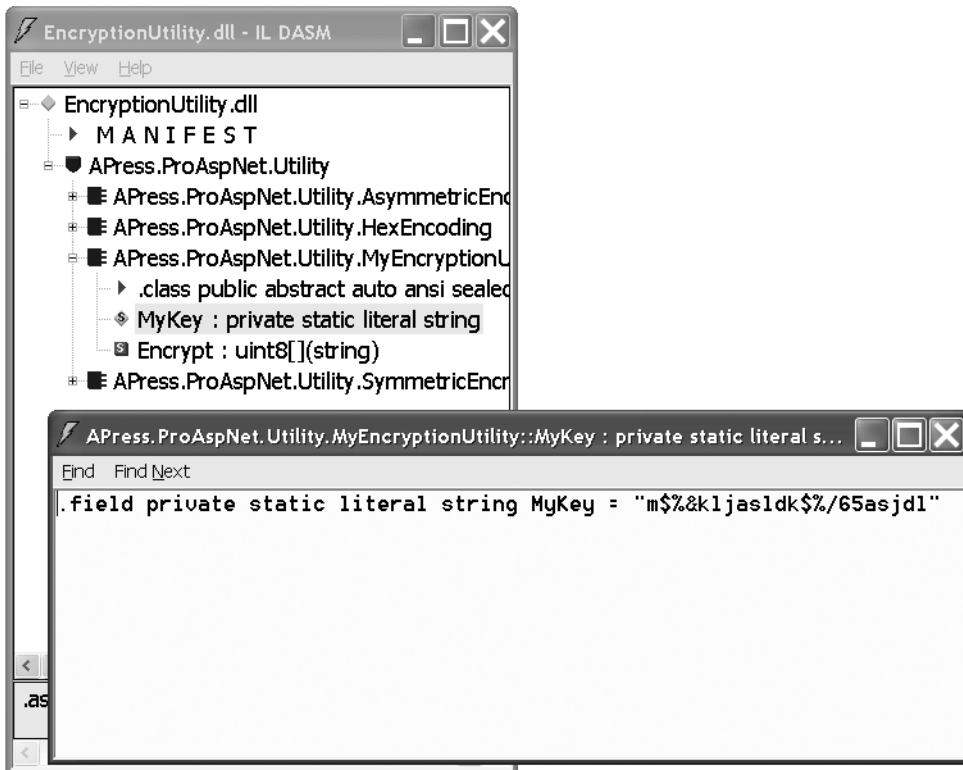 EncryptionUtility.dll - IL DASM
File View Help
EncryptionUtility.dll
M A N I F E S T
APress.ProAspNet.Utility
APress.ProAspNet.Utility.AsymmetricEnc
APress.ProAspNet.Utility.HexEncoding
APress.ProAspNet.Utility.MyEncryptionU
.class public abstract auto ansi sealed
MyKey : private static literal string
Encrypt : uint8[](string)
APress.ProAspNet.Utility.SymmetricEncr
APress.ProAspNet.Utility.MyEncryptionUtility::MyKey : private static literal s...
Find Find Next
.field private static literal string MyKey = "m$%&kljasldk$%/65asjdl"
.as